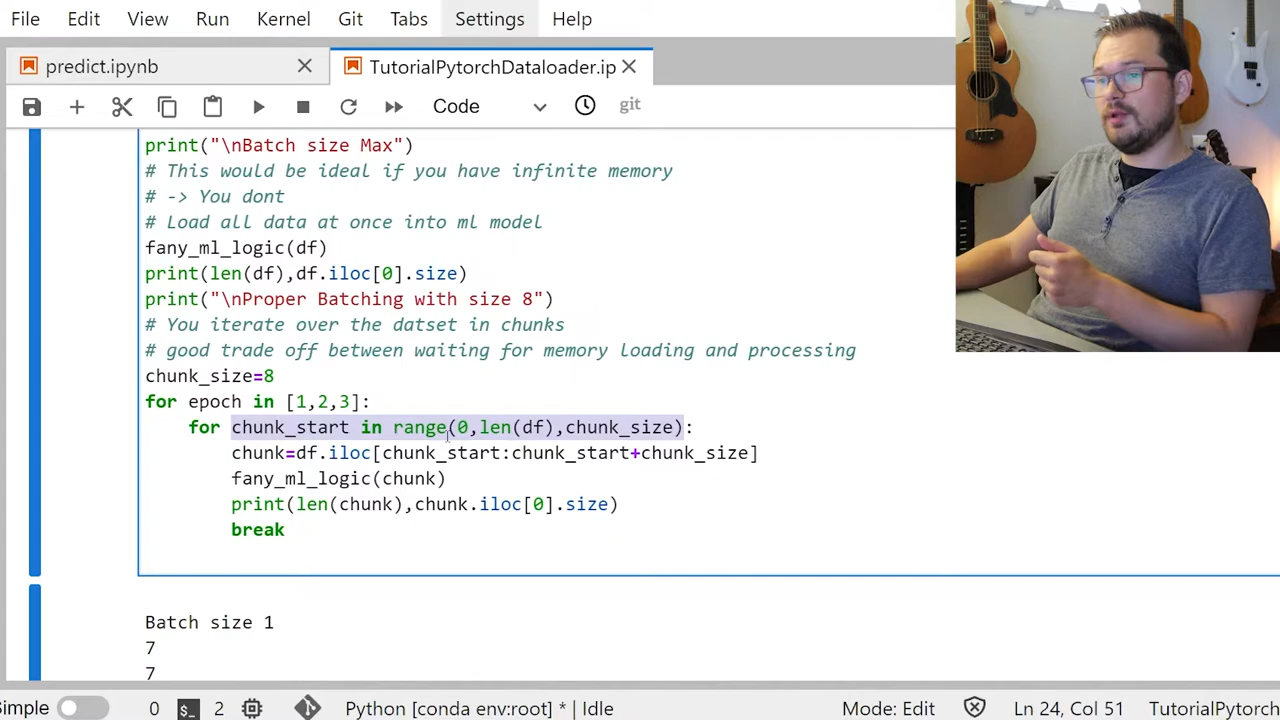 File Edit View Run Kernel Git Tabs Settings Help
predict.ipynb TutorialPytorchDataloader.ip
Code git
print("\nBatch size Max")
# This would be ideal if you have infinite memory
# -> You dont
# Load all data at once into ml model
fany_ml_logic(df)
print(len(df),df.iloc[0].size)
print("\nProper Batching with size 8")
# You iterate over the datset in chunks
# good trade off between waiting for memory loading and processing
chunk_size=8
for epoch in [1,2,3]:
for chunk_start in range(0,len(df),chunk_size):
chunk=df.iloc[chunk_start:chunk_start+chunk_size]
fany_ml_logic(chunk)
print(len(chunk),chunk.iloc[0].size)
break
Batch size 1
7
7
Simple 0 $_ 2 Python [conda env:root] * | Idle Mode: Edit Ln 24, Col 51 TutorialPytorch